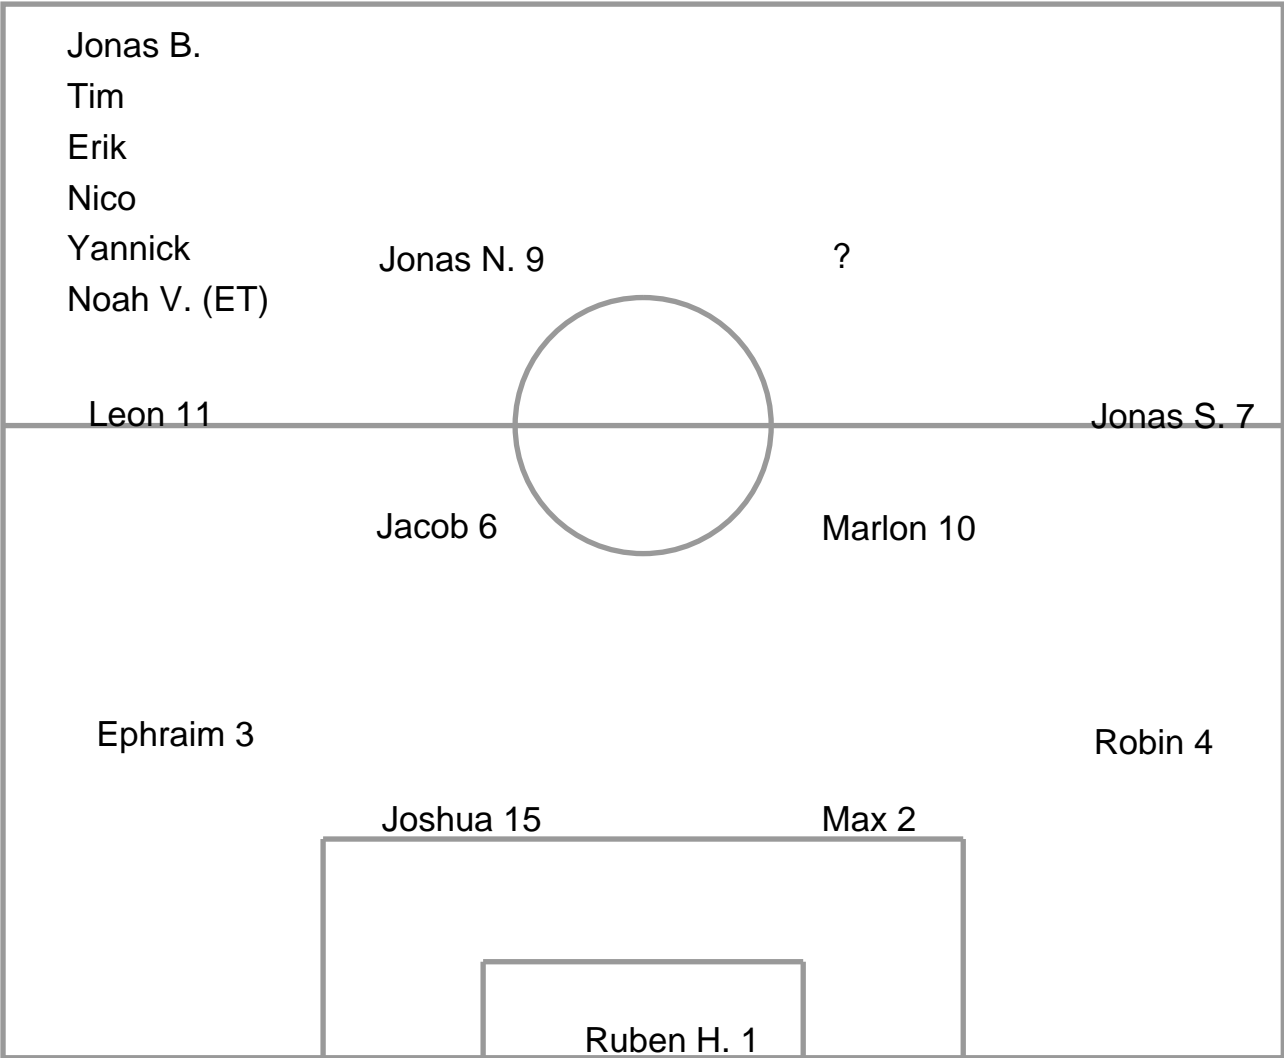 Jonas B.
Tim
Erik
Nico
Yannick
Noah V. (ET)
Jonas N. 9
?
Leon 11
Jonas S. 7
Jacob 6
Marlon 10
Ephraim 3
Robin 4
Joshua 15
Max 2
Ruben H. 1